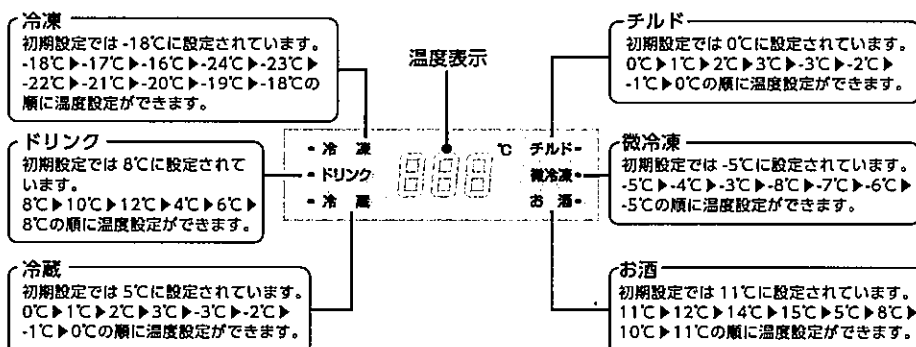 冷凍
初期設定では -18℃に設定されています。
-18℃▶-17℃▶-16℃▶-24℃▶-23℃▶
-22℃▶-21℃▶-20℃▶-19℃▶-18℃の
順に温度設定ができます。
ドリンク
初期設定では 8℃に設定されて
います。
8℃▶10℃▶12℃▶4℃▶6℃▶
8℃の順に温度設定ができます。
冷蔵
初期設定では 5℃に設定されています。
0℃▶1℃▶2℃▶3℃▶-3℃▶-2℃▶
-1℃▶0℃の順に温度設定ができます。
温度表示
冷 凍
ドリンク
冷 蔵
888
℃
チルド
微冷凍
お 酒
チルド
初期設定では 0℃に設定されています。
0℃▶1℃▶2℃▶3℃▶-3℃▶-2℃▶
-1℃▶0℃の順に温度設定ができます。
微冷凍
初期設定では -5℃に設定されています。
-5℃▶-4℃▶-3℃▶-8℃▶-7℃▶-6℃▶
-5℃の順に温度設定ができます。
お酒
初期設定では 11℃に設定されています。
11℃▶12℃▶14℃▶15℃▶5℃▶8℃▶
10℃▶11℃の順に温度設定ができます。